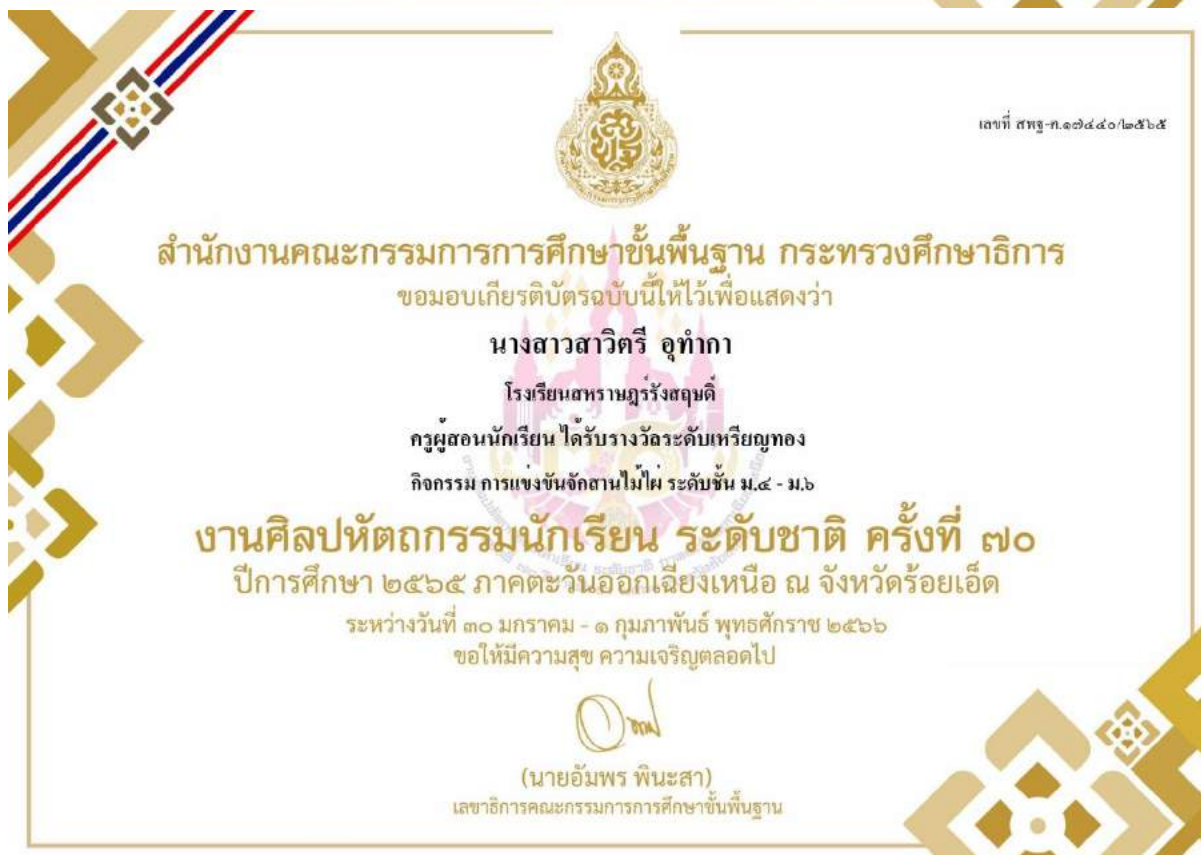 เลขที่ สพฐ-ค.๑๗๔๔๐/๒๕๖๕
สำนักงานคณะกรรมการการศึกษาขั้นพื้นฐาน กระทรวงศึกษาธิการ
ขอมอบเกียรติบัตรฉบับนี้ให้ไว้เพื่อแสดงว่า
นางสาวสาวิตรี อุทำกา
โรงเรียนสหราษฎร์รังสฤษดิ์
ครูผู้สอนนักเรียน ได้รับรางวัลระดับเหรียญทอง
กิจกรรม การแข่งขันจักสานไม้ไผ่ ระดับชั้น ม.๔ - ม.๖
งานศิลปหัตถกรรมนักเรียน ระดับชาติ ครั้งที่ ๗๐
ปีการศึกษา ๒๕๖๕ ภาคตะวันออกเฉียงเหนือ ณ จังหวัดร้อยเอ็ด
ระหว่างวันที่ ๓๐ มกราคม - ๑ กุมภาพันธ์ พุทธศักราช ๒๕๖๖
ขอให้มีความสุข ความเจริญตลอดไป
(นายอัมพร พินะสา)
เลขาธิการคณะกรรมการการศึกษาขั้นพื้นฐาน